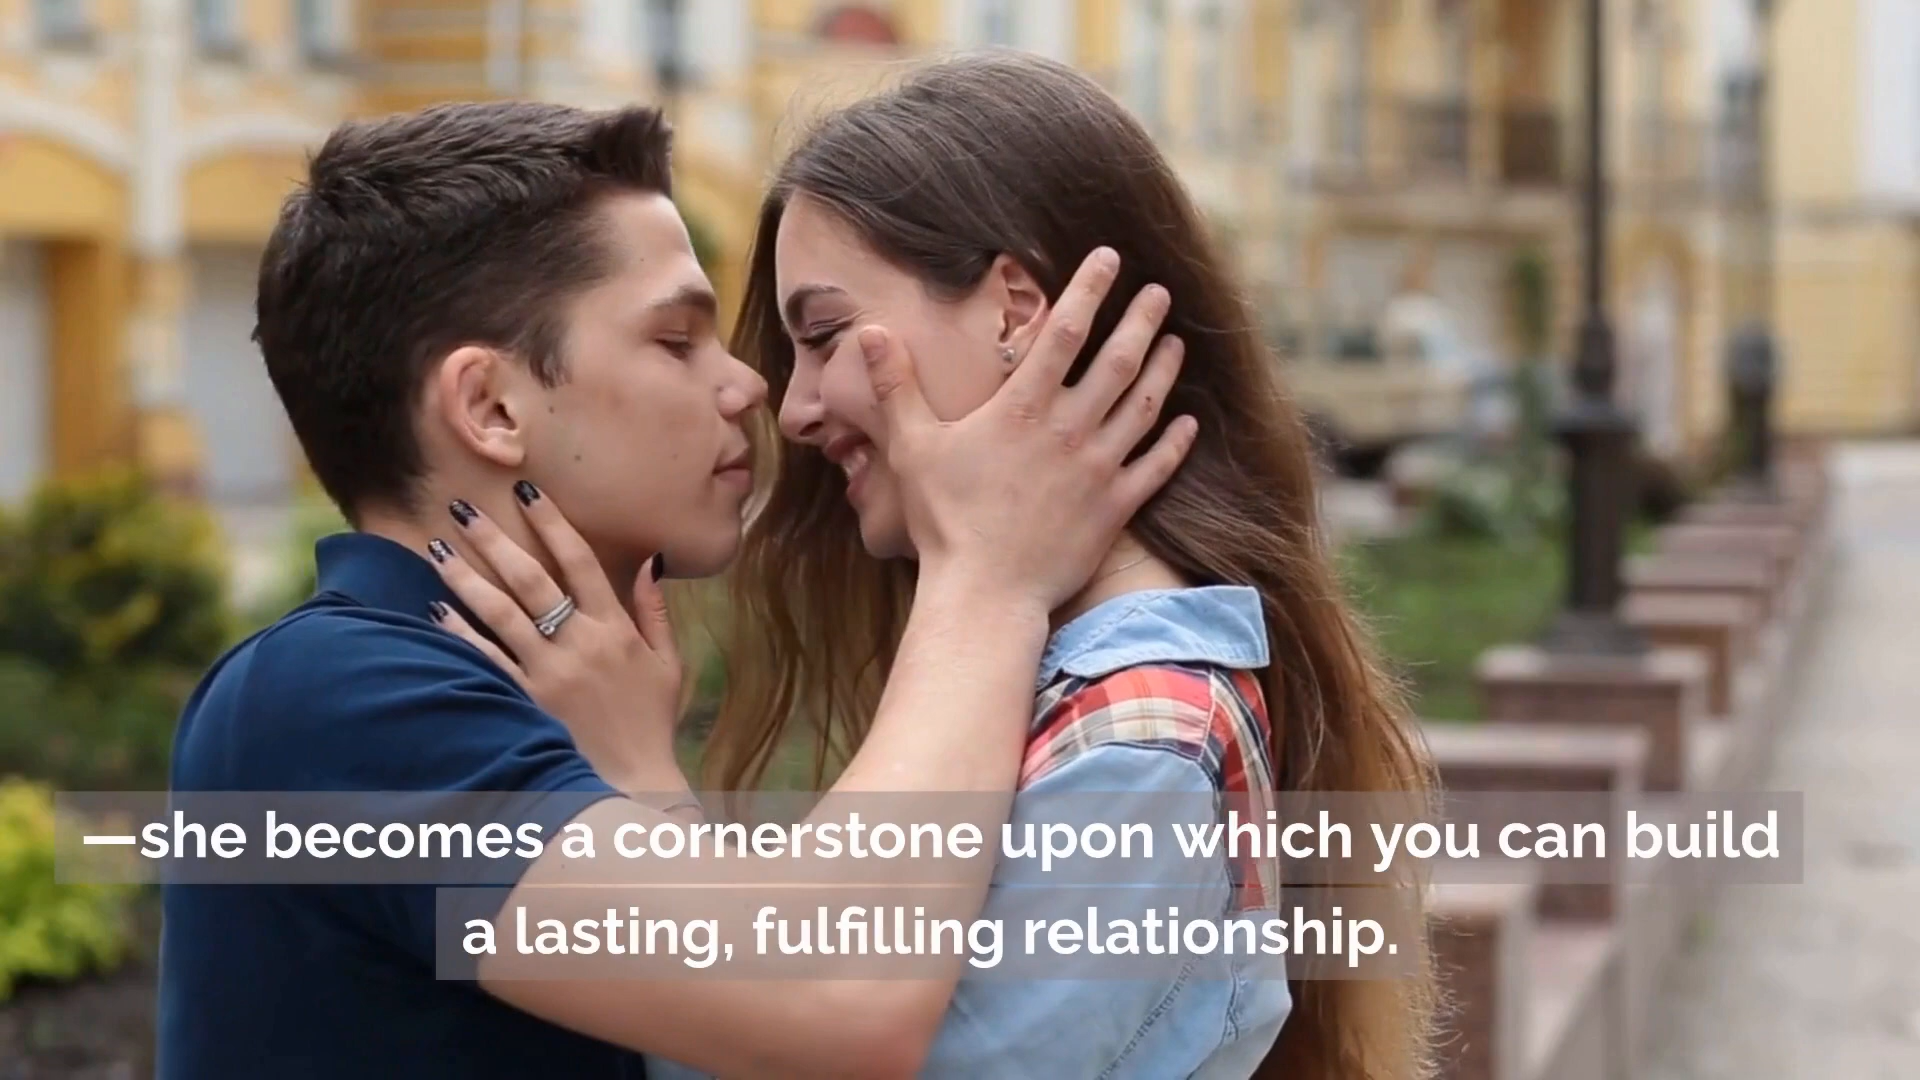 —she becomes a cornerstone upon which you can build
a lasting, fulfilling relationship.